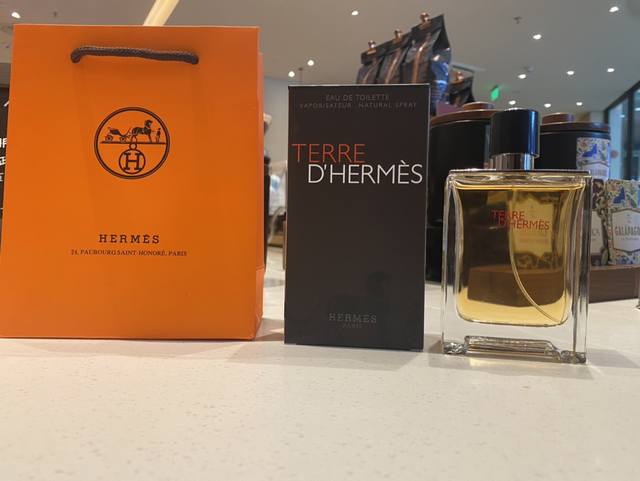 HERMÈS
24, FAUBOURG SAINT-HONORÉ, PARIS
EAU DE TOILETTE
VAPORISATEUR . NATURAL SPRAY
TERRE
D'HERMÈS
HERMÈS
PARIS
TERRE
D'HERMÈS